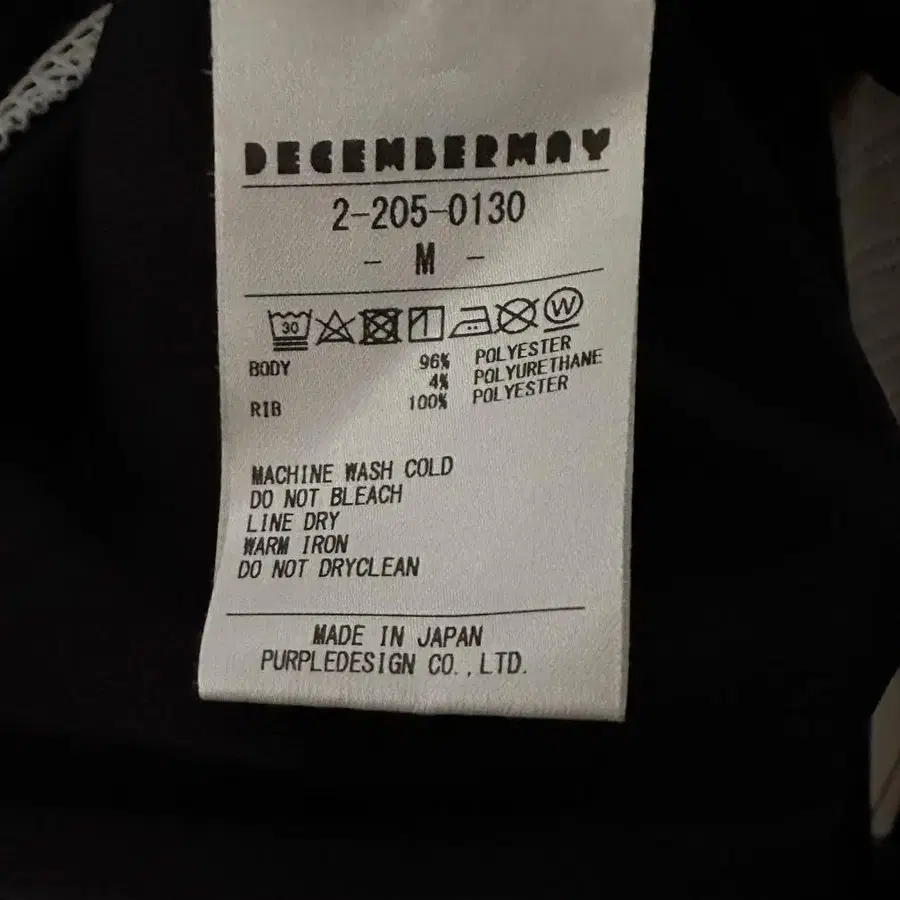 DECEMBERMAY
2-205-0130
- M -
30 W
BODY 96% POLYESTER
4% POLYURETHANE
RIB 100% POLYESTER
MACHINE WASH COLD
DO NOT BLEACH
LINE DRY
WARM IRON
DO NOT DRYCLEAN
MADE IN JAPAN
PURPLEDESIGN CO.,LTD.